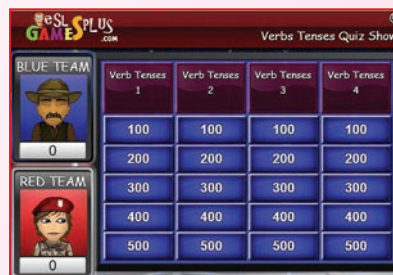 eSL
GAMESPLUS
.COM
Verbs Tenses Quiz Show
BLUE TEAM
0
RED TEAM
0
Verb Tenses
1
Verb Tenses
2
Verb Tenses
3
Verb Tenses
4
100 100 100 100
200 200 200 200
300 300 300 300
400 400 400 400
500 500 500 500